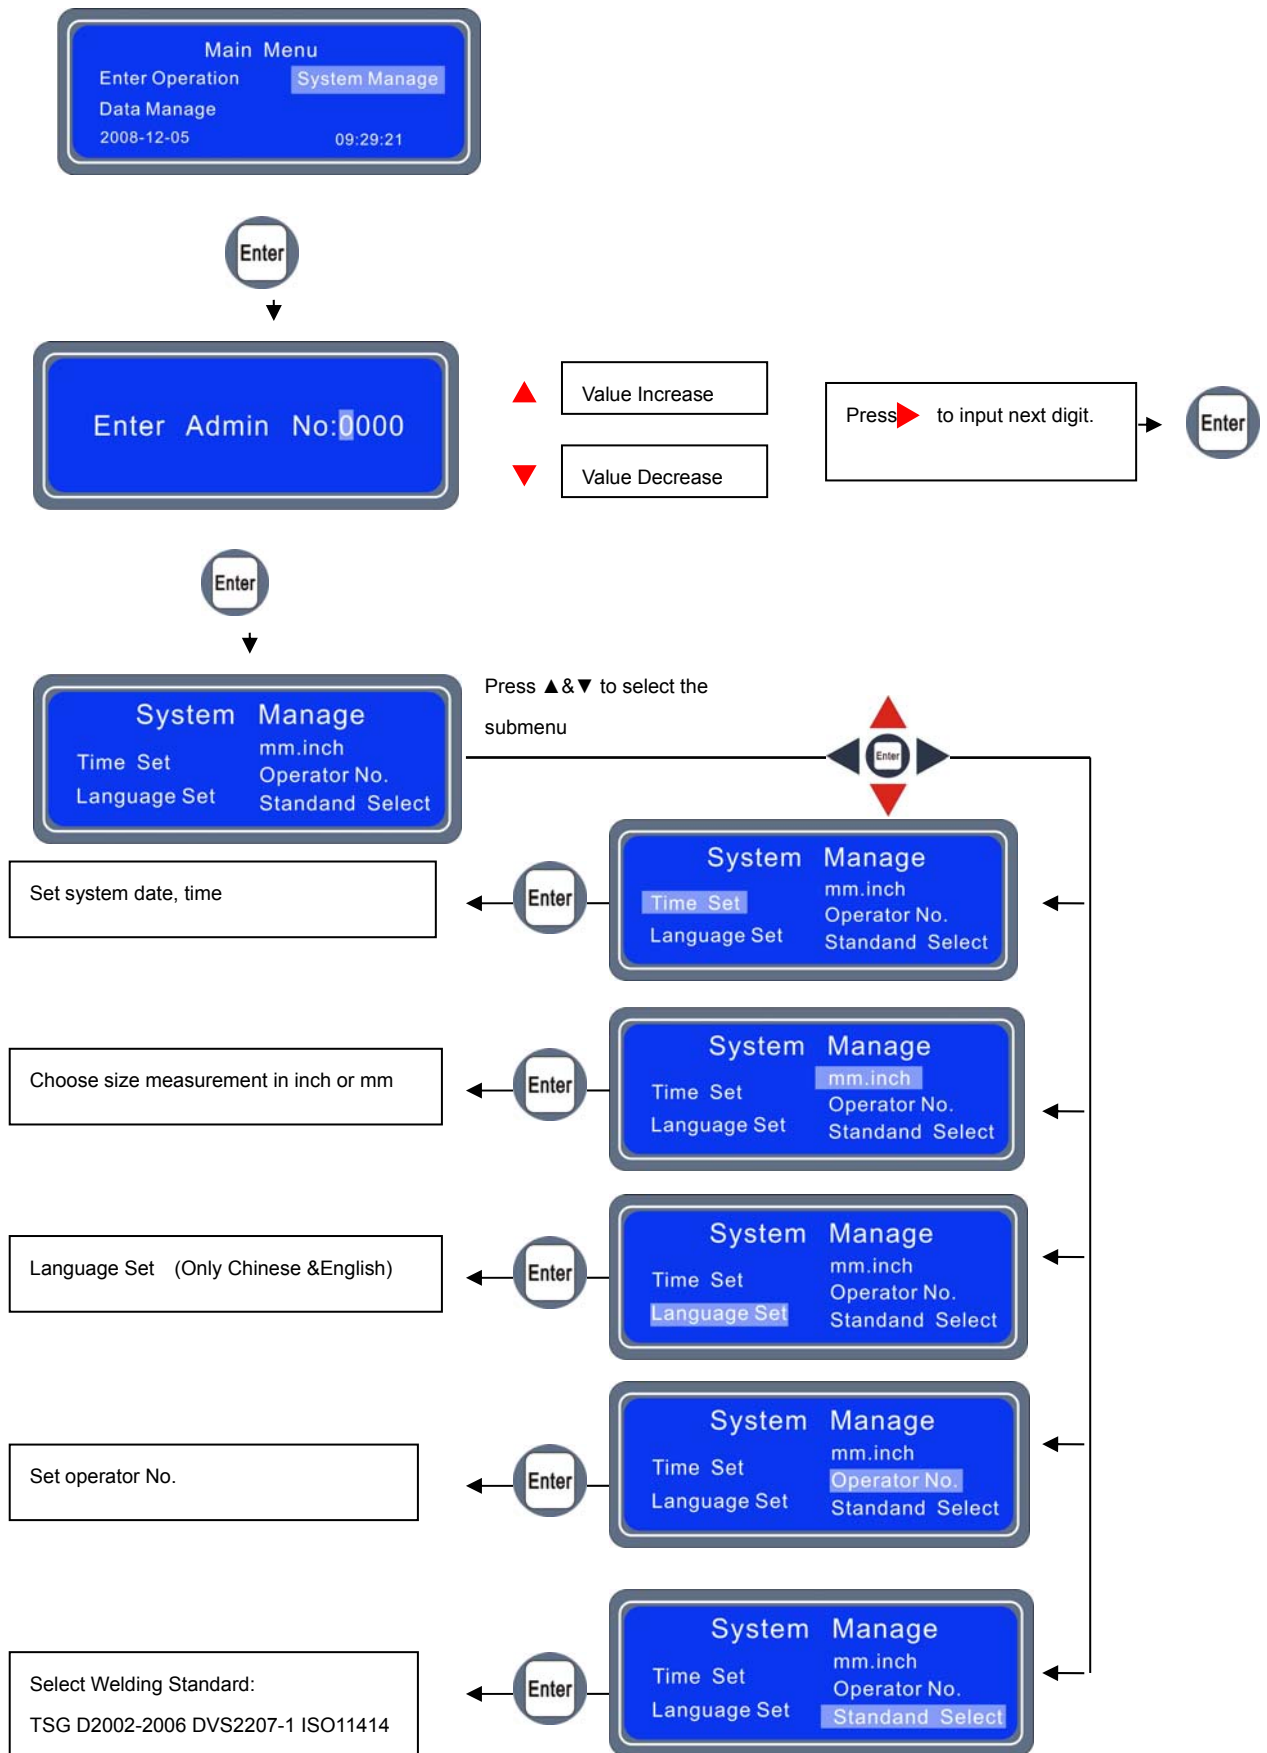 Main Menu
Enter Operation System Manage
Data Manage
2008-12-05 09:29:21
Enter
Enter Admin No:0000
▲ Value Increase
▼ Value Decrease
Press▶ to input next digit.
Enter
Enter
System Manage
mm.inch
Time Set
Operator No.
Language Set
Standand Select
Press ▲&▼ to select the
submenu
Enter
Set system date, time
Enter
System Manage
mm.inch
Time Set
Operator No.
Language Set
Standand Select
Choose size measurement in inch or mm
Enter
System Manage
mm.inch
Time Set
Operator No.
Language Set
Standand Select
Language Set (Only Chinese &English)
Enter
System Manage
mm.inch
Time Set
Operator No.
Language Set
Standand Select
Set operator No.
Enter
System Manage
mm.inch
Time Set
Operator No.
Language Set
Standand Select
Select Welding Standard:
TSG D2002-2006 DVS2207-1 ISO11414
Enter
System Manage
mm.inch
Time Set
Operator No.
Language Set
Standand Select